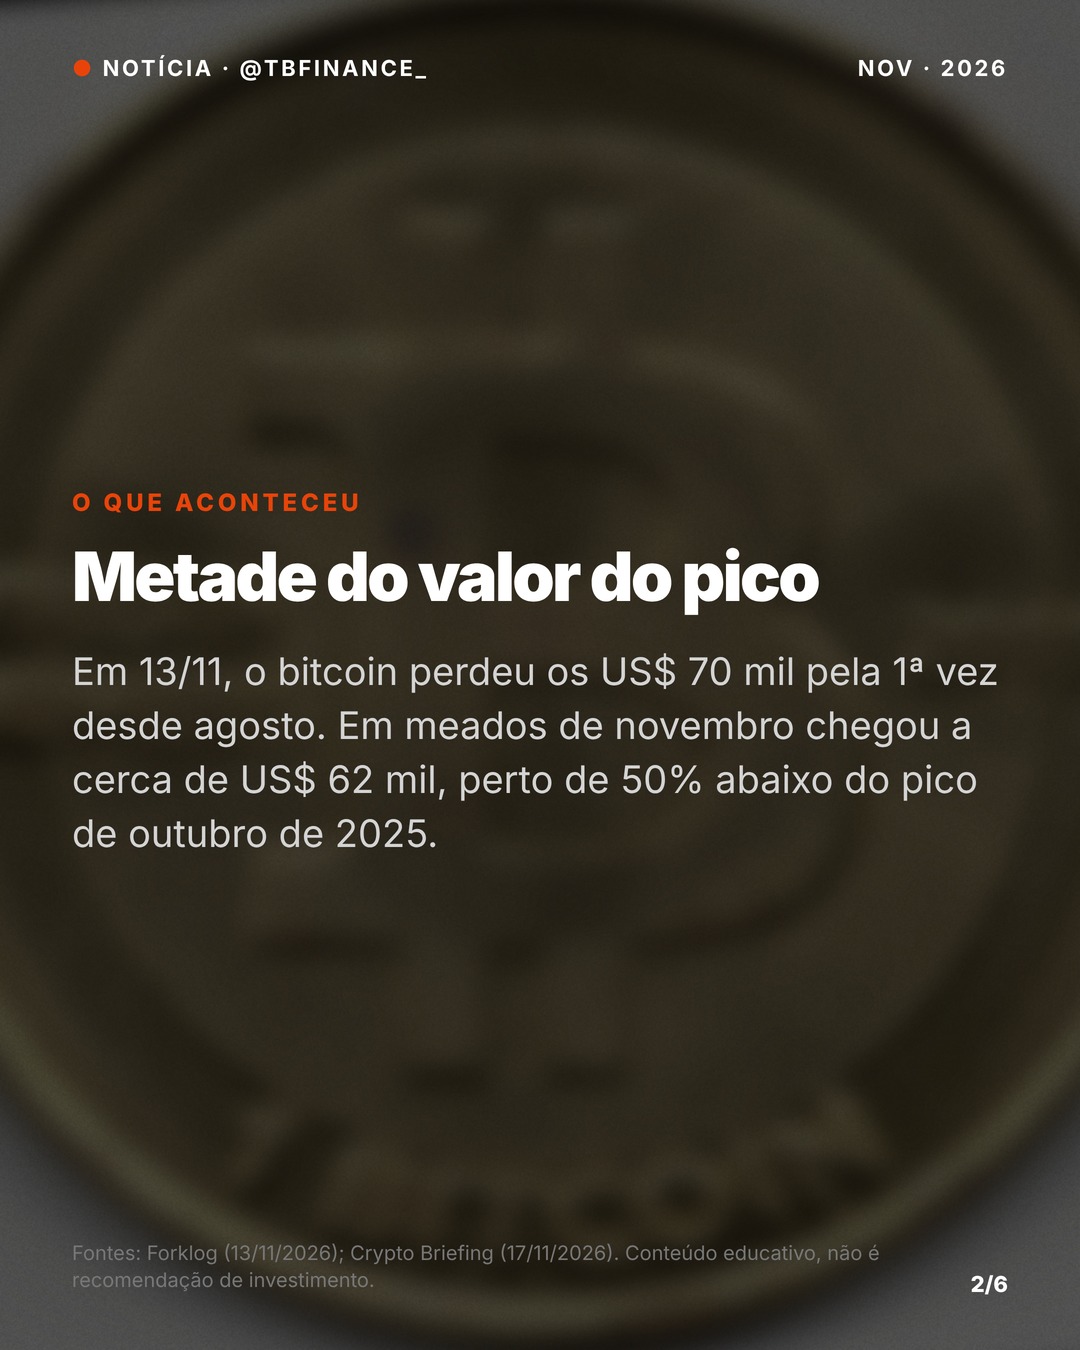 NOTÍCIA · @TBFINANCE_
NOV · 2026
O QUE ACONTECEU
Metade do valor do pico
Em 13/11, o bitcoin perdeu os US$ 70 mil pela 1ª vez
desde agosto. Em meados de novembro chegou a
cerca de US$ 62 mil, perto de 50% abaixo do pico
de outubro de 2025.
Fontes: Forklog (13/11/2026); Crypto Briefing (17/11/2026). Conteúdo educativo, não é
recomendação de investimento.
2/6